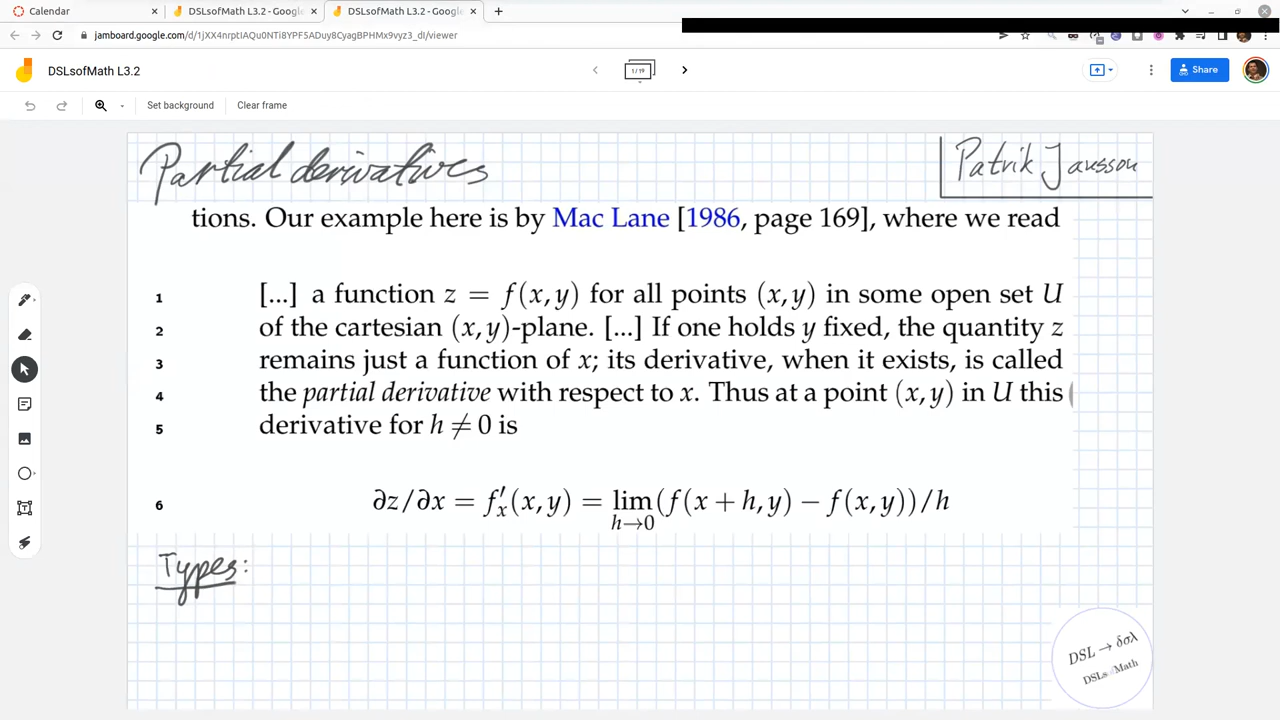 Calendar
DSLsofMath L3.2 - Google
DSLsofMath L3.2 - Google
jamboard.google.com/d/1jXX4nrptIAQu0NTi8YPF5ADuy8CyagBPHMx9vyz3_dI/viewer
DSLsofMath L3.2
1/19
Share
Set background
Clear frame
Partial derivatives
Patrik Jansson
tions. Our example here is by Mac Lane [1986, page 169], where we read
1 [...] a function z = f(x, y) for all points (x, y) in some open set U
2 of the cartesian (x, y)-plane. [...] If one holds y fixed, the quantity z
3 remains just a function of x; its derivative, when it exists, is called
4 the partial derivative with respect to x. Thus at a point (x, y) in U this
5 derivative for h ≠ 0 is
6 ∂z/∂x = f′ₓ(x, y) = lim h→0 (f(x + h, y) − f(x, y))/h
Types:
DSL → δσλ
DSLsofMath